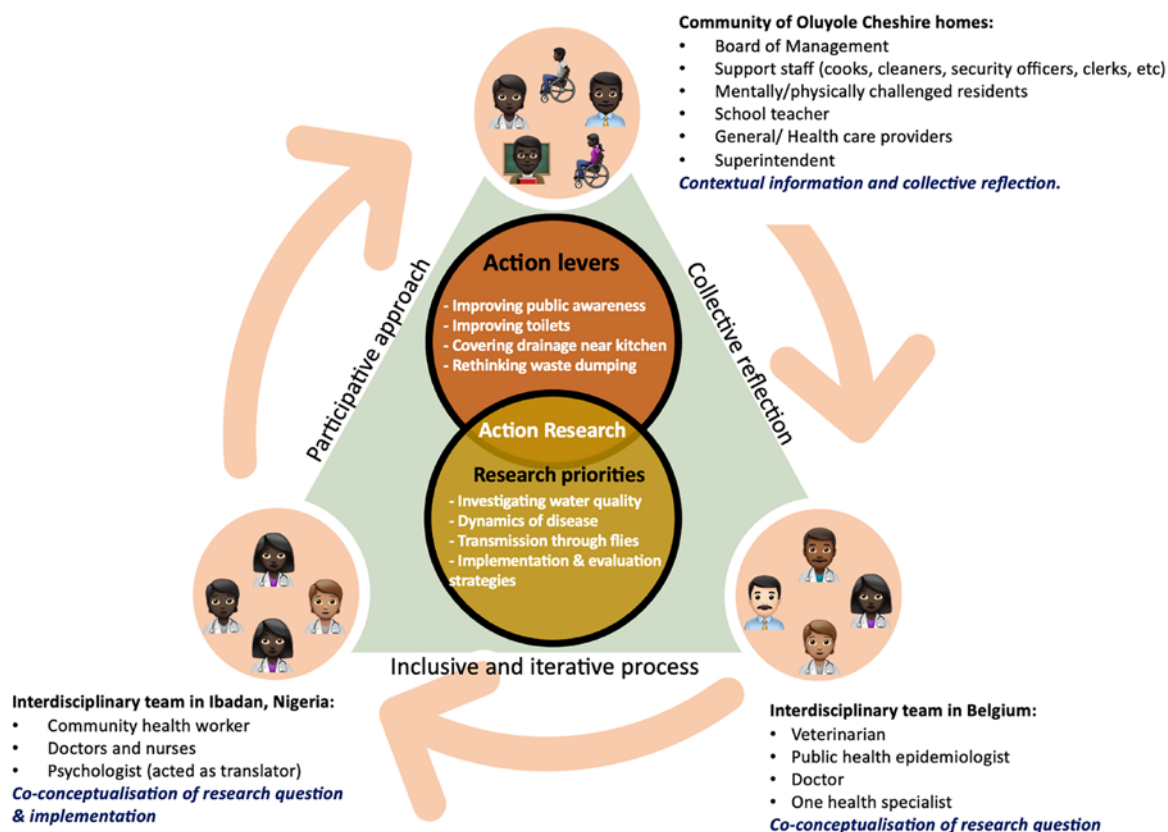 Community of Oluyole Cheshire homes:
• Board of Management
• Support staff (cooks, cleaners, security officers, clerks, etc)
• Mentally/physically challenged residents
• School teacher
• General/ Health care providers
• Superintendent
Contextual information and collective reflection.
Participative approach
Collective reflection
Action levers
- Improving public awareness
- Improving toilets
- Covering drainage near kitchen
- Rethinking waste dumping
Action Research
Research priorities
- Investigating water quality
- Dynamics of disease
- Transmission through flies
- Implementation & evaluation
strategies
Inclusive and iterative process
Interdisciplinary team in Ibadan, Nigeria:
• Community health worker
• Doctors and nurses
• Psychologist (acted as translator)
Co-conceptualisation of research question
& implementation
Interdisciplinary team in Belgium:
• Veterinarian
• Public health epidemiologist
• Doctor
• One health specialist
Co-conceptualisation of research question